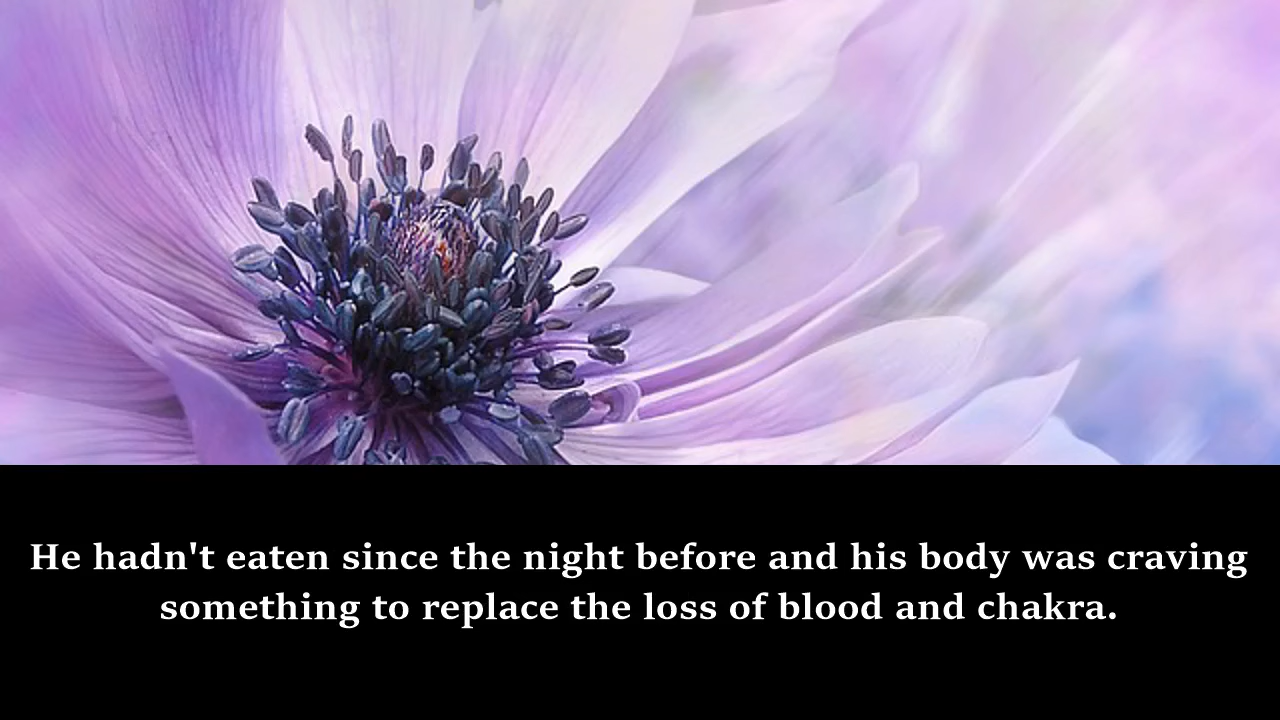 He hadn't eaten since the night before and his body was craving
something to replace the loss of blood and chakra.